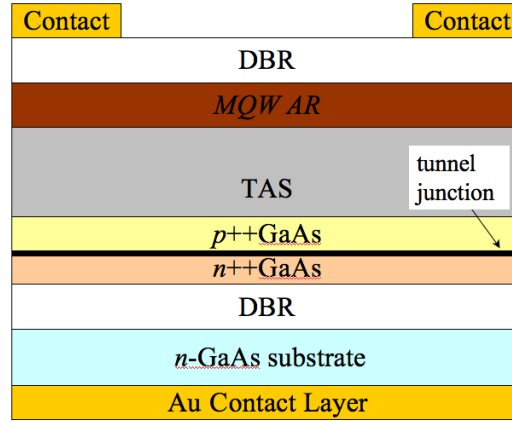 Contact
Contact
DBR
MQW AR
tunnel
junction
TAS
p++GaAs
n++GaAs
DBR
n-GaAs substrate
Au Contact Layer